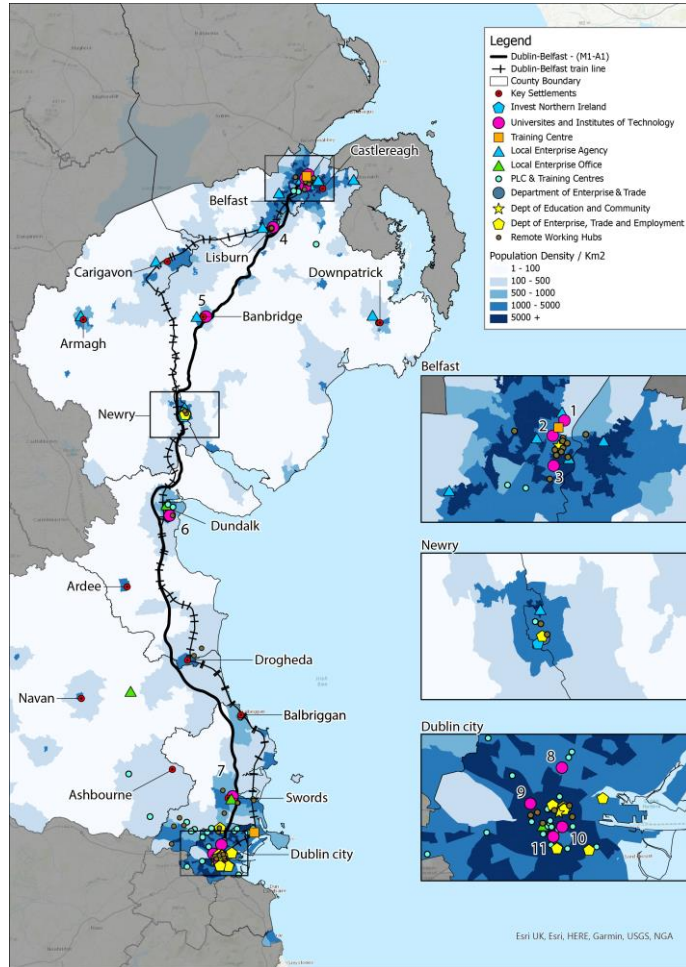 Legend
Dublin-Belfast - (M1-A1)
Dublin-Belfast train line
County Boundary
Key Settlements
Invest Northern Ireland
Universites and Institutes of Technology
Training Centre
Local Enterprise Agency
Local Enterprise Office
PLC & Training Centres
Department of Enterprise & Trade
Dept of Education and Community
Dept of Enterprise, Trade and Employment
Remote Working Hubs
Population Density / Km2
1 - 100
100 - 500
500 - 1000
1000 - 5000
5000 +
Castlereagh
Belfast
Lisburn
4
Carigavon
Downpatrick
5
Banbridge
Armagh
Newry
Dundalk
6
Ardee
Drogheda
Navan
Balbriggan
7
Ashbourne
Swords
Dublin city
Belfast
1
2
3
Newry
Dublin city
8
9
10
11
Esri UK, Esri, HERE, Garmin, USGS, NGA